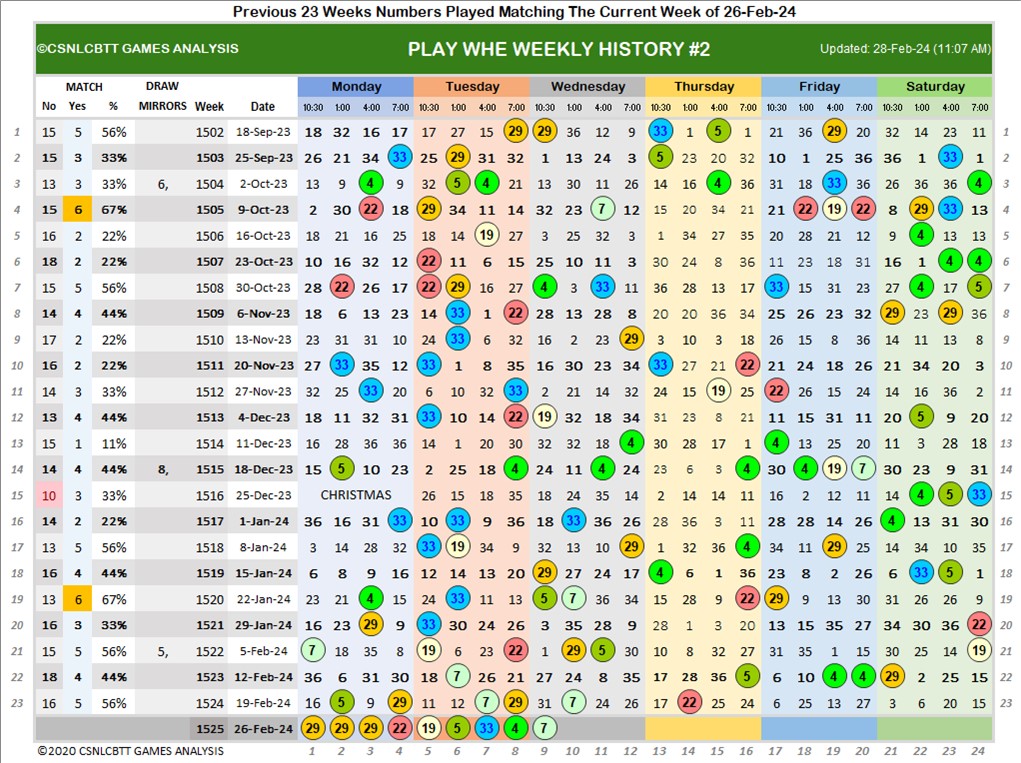 Previous 23 Weeks Numbers Played Matching The Current Week of 26-Feb-24
©CSNLCBTT GAMES ANALYSIS PLAY WHE WEEKLY HISTORY #2 Updated: 28-Feb-24 (11:07 AM)
MATCH DRAW Monday Tuesday Wednesday Thursday Friday Saturday
No Yes % MIRRORS Week Date 10:30 1:00 4:00 7:00 10:30 1:00 4:00 7:00 10:30 1:00 4:00 7:00 10:30 1:00 4:00 7:00 10:30 1:00 4:00 7:00 10:30 1:00 4:00 7:00
1 15 5 56% 1502 18-Sep-23 18 32 16 17 17 27 15 29 29 36 12 9 33 1 5 1 21 36 29 20 32 14 23 11 1
2 15 3 33% 1503 25-Sep-23 26 21 34 33 25 29 31 32 1 13 24 3 5 23 20 32 10 1 25 36 36 1 33 1 2
3 13 3 33% 6, 1504 2-Oct-23 13 9 4 9 32 5 4 21 13 30 11 26 14 16 4 36 31 18 33 36 26 36 36 4 3
4 15 6 67% 1505 9-Oct-23 2 30 22 18 29 34 11 14 32 23 7 12 15 20 34 21 21 22 19 22 8 29 33 13 4
5 16 2 22% 1506 16-Oct-23 18 21 16 25 18 14 19 27 3 25 32 3 1 34 27 35 20 28 21 12 9 4 13 13 5
6 18 2 22% 1507 23-Oct-23 10 16 32 12 22 11 6 15 25 10 11 3 30 24 8 36 11 23 18 31 16 1 4 4 6
7 15 5 56% 1508 30-Oct-23 28 22 26 17 22 29 16 27 4 3 33 11 36 28 13 17 33 15 31 23 27 4 17 5 7
8 14 4 44% 1509 6-Nov-23 18 6 13 23 14 33 1 22 28 13 28 8 20 20 36 34 25 26 23 32 29 23 29 36 8
9 17 2 22% 1510 13-Nov-23 23 31 31 10 24 33 6 32 16 2 23 29 3 10 3 18 26 15 8 36 14 11 13 8 9
10 16 2 22% 1511 20-Nov-23 27 33 35 12 33 1 8 35 16 30 23 34 33 27 21 22 21 24 18 26 21 34 20 3 10
11 14 3 33% 1512 27-Nov-23 32 25 33 20 6 10 32 33 2 21 14 32 24 15 19 25 22 26 15 24 14 16 36 2 11
12 13 4 44% 1513 4-Dec-23 18 11 32 31 33 10 14 22 19 32 18 34 31 23 8 21 11 15 31 11 20 5 9 20 12
13 15 1 11% 1514 11-Dec-23 16 28 36 36 14 1 20 30 32 32 18 4 30 28 17 1 4 13 25 20 11 3 28 18 13
14 14 4 44% 8, 1515 18-Dec-23 15 5 10 23 2 25 18 4 24 11 4 24 23 6 3 4 30 4 19 7 30 23 9 31 14
15 10 3 33% 1516 25-Dec-23 CHRISTMAS 26 15 18 35 18 24 35 14 2 14 14 11 16 2 12 11 14 4 5 33 15
16 14 2 22% 1517 1-Jan-24 36 16 31 33 10 33 9 36 18 33 36 26 28 36 3 11 28 28 14 26 4 13 31 30 16
17 13 5 56% 1518 8-Jan-24 3 14 28 32 33 19 34 9 32 13 10 29 1 32 36 4 34 11 29 25 14 34 10 35 17
18 16 4 44% 1519 15-Jan-24 6 8 9 16 12 14 13 20 29 27 24 17 4 6 1 36 23 8 2 26 6 33 5 1 18
19 13 6 67% 1520 22-Jan-24 23 21 4 15 24 33 11 13 5 7 34 36 15 28 9 22 29 9 13 30 31 26 26 9 19
20 16 3 33% 1521 29-Jan-24 16 23 29 9 33 30 24 26 3 35 28 9 28 1 3 20 13 15 35 27 34 30 36 22 20
21 15 5 56% 5, 1522 5-Feb-24 7 18 35 8 19 6 23 22 1 29 5 30 10 8 32 27 31 35 1 15 30 25 14 19 21
22 18 4 44% 1523 12-Feb-24 36 6 31 30 18 7 26 21 27 24 8 35 17 28 36 5 6 10 4 4 29 2 25 15 22
23 16 5 56% 1524 19-Feb-24 16 5 9 29 11 12 7 29 31 7 26 24 17 22 25 24 6 25 13 27 3 6 20 15 23
1525 26-Feb-24 29 29 29 22 19 5 33 4 7
©2020 CSNLCBTT GAMES ANALYSIS 1 2 3 4 5 6 7 8 9 10 11 12 13 14 15 16 17 18 19 20 21 22 23 24